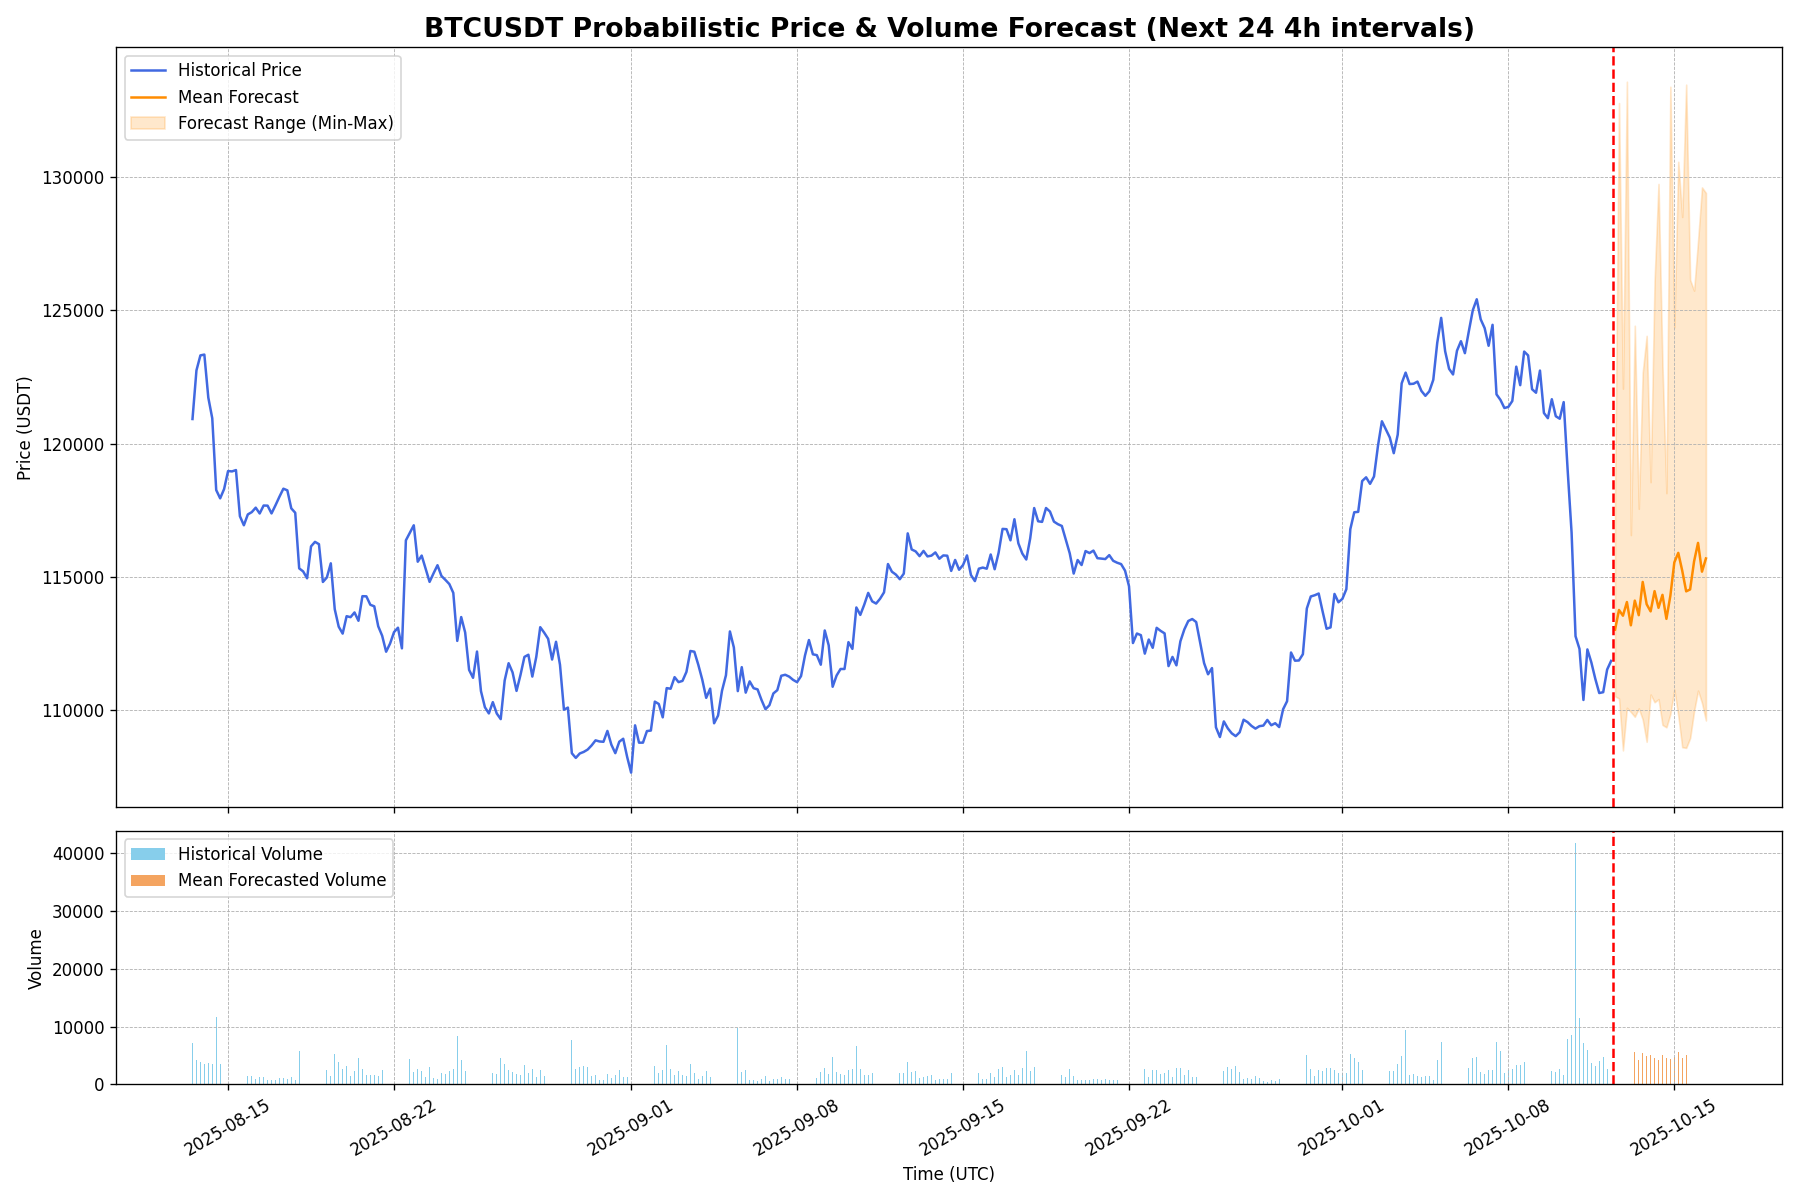 BTCUSDT Probabilistic Price & Volume Forecast (Next 24 4h intervals)
Historical Price
Mean Forecast
Forecast Range (Min-Max)
130000
125000
120000
115000
110000
Price (USDT)
Historical Volume
Mean Forecasted Volume
40000
30000
20000
10000
0
Volume
2025-08-15
2025-08-22
2025-09-01
2025-09-08
2025-09-15
2025-09-22
2025-10-01
2025-10-08
2025-10-15
Time (UTC)